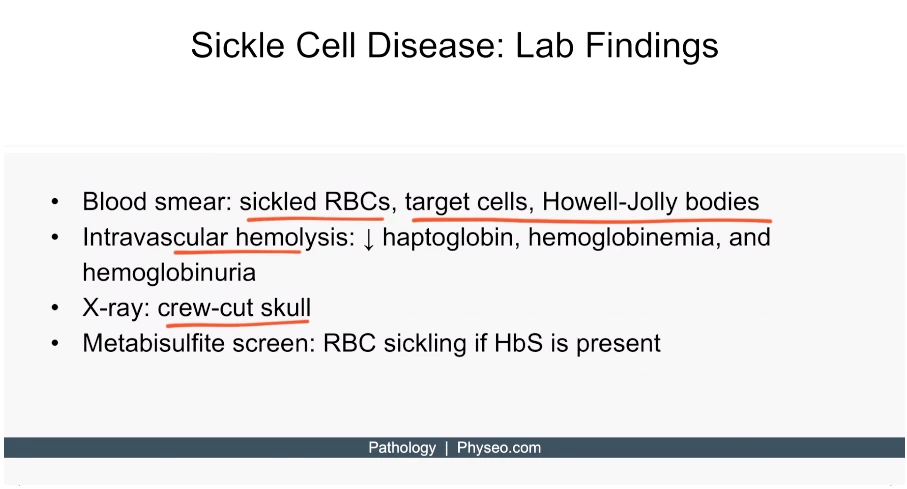 Sickle Cell Disease: Lab Findings
• Blood smear: sickled RBCs, target cells, Howell-Jolly bodies
• Intravascular hemolysis: ↓ haptoglobin, hemoglobinemia, and
hemoglobinuria
• X-ray: crew-cut skull
• Metabisulfite screen: RBC sickling if HbS is present
Pathology | Physeo.com